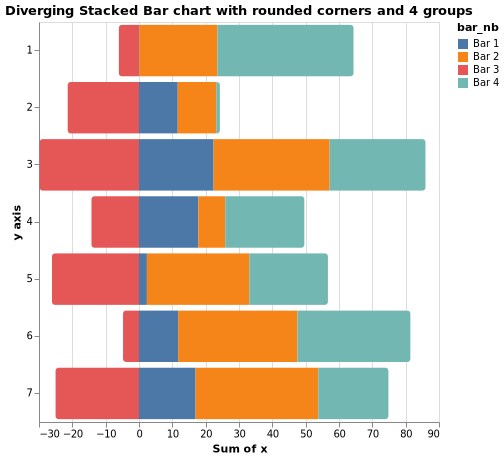 Diverging Stacked Bar chart with rounded corners and 4 groups
bar_nb
Bar 1
Bar 2
Bar 3
Bar 4
y axis
1
2
3
4
5
6
7
−30 −20 −10 0 10 20 30 40 50 60 70 80 90
Sum of x